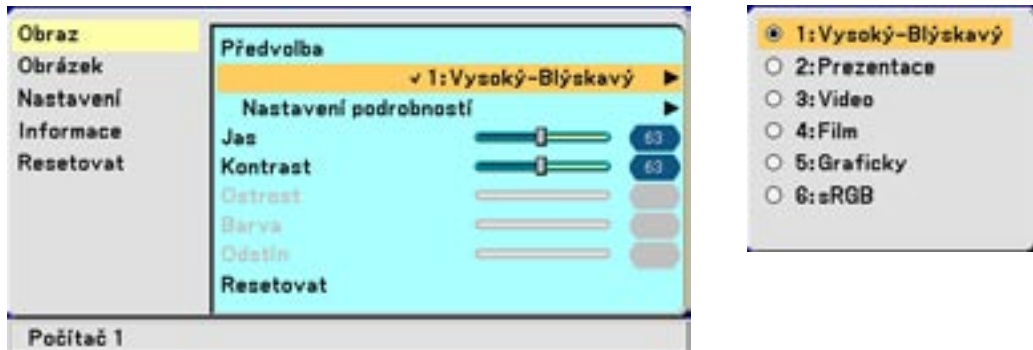 Obraz
Obrázek
Nastavení
Informace
Resetovat
Předvolba
✓ 1:Vysoký-Blýskavý
Nastavení podrobností
Jas 63
Kontrast 63
Ostrost
Barva
Odstín
Resetovat
Počítač 1
1:Vysoký-Blýskavý
2:Prezentace
3:Video
4:Film
5:Graficky
6:sRGB